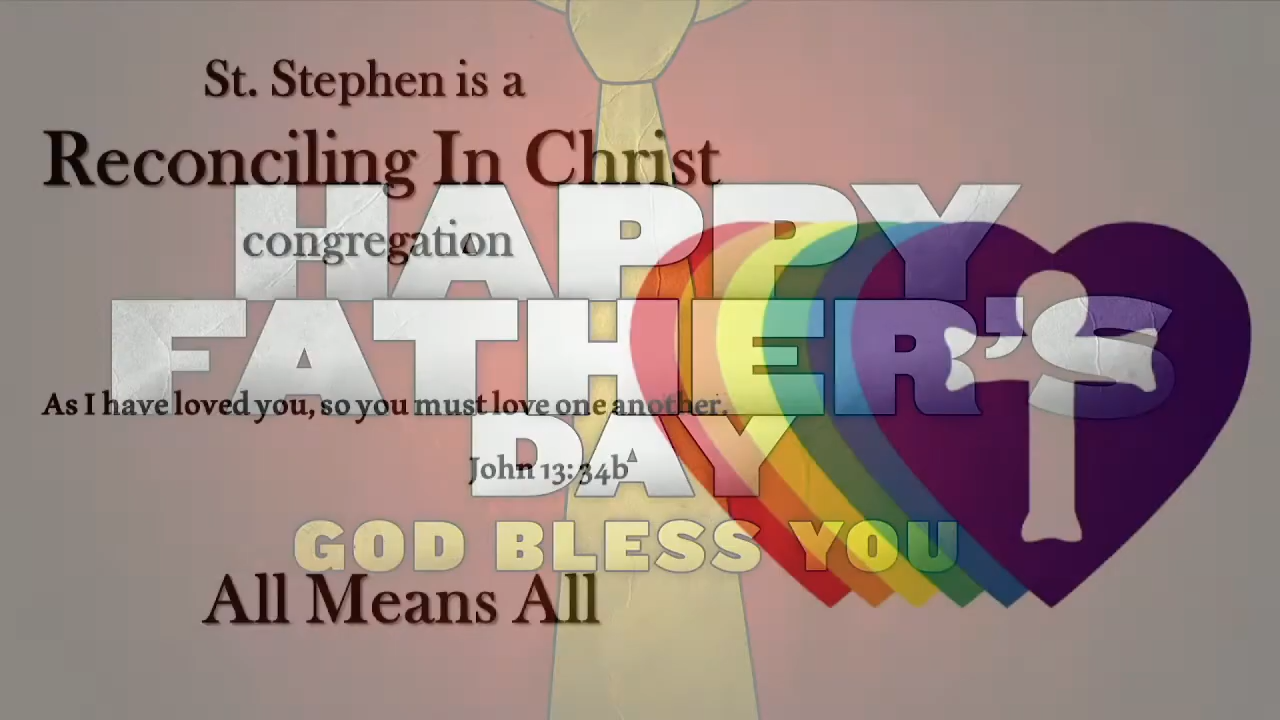 St. Stephen is a
Reconciling In Christ
congregation
As I have loved you, so you must love one another.
John 13:34b
All Means All
HAPPY
FATHER'S
DAY
GOD BLESS YOU